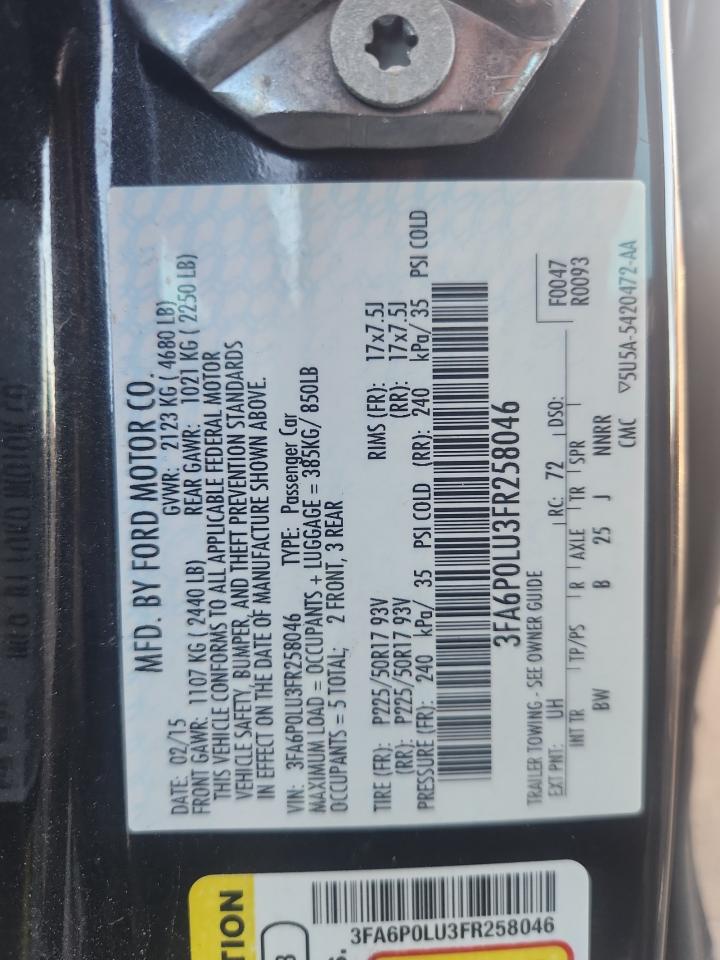 MFD. BY FORD MOTOR CO.
DATE: 02/15 GVWR: 2123 KG ( 4680 LB)
FRONT GAWR: 1107 KG ( 2440 LB) REAR GAWR: 1021 KG ( 2250 LB)
THIS VEHICLE CONFORMS TO ALL APPLICABLE FEDERAL MOTOR
VEHICLE SAFETY, BUMPER, AND THEFT PREVENTION STANDARDS
IN EFFECT ON THE DATE OF MANUFACTURE SHOWN ABOVE.
VIN: 3FA6P0LU3FR258046 TYPE: Passenger Car
MAXIMUM LOAD = OCCUPANTS + LUGGAGE = 385KG/ 850LB
OCCUPANTS = 5 TOTAL; 2 FRONT, 3 REAR
TIRE (FR): P225/50R17 93V RIMS (FR): 17x7.5J
(RR): P225/50R17 93V (RR): 17x7.5J
PRESSURE (FR): 240 kPa/ 35 PSI COLD (RR): 240 kPa/ 35 PSI COLD
3FA6P0LU3FR258046
TRAILER TOWING - SEE OWNER GUIDE F0047
EXT PNT: UH RC: 72 DSO: R0093
INT TR TP/PS R AXLE TR SPR
BW B 25 J NNRR
CMC ▽5U5A-5420472-AA
TION
3FA6P0LU3FR258046